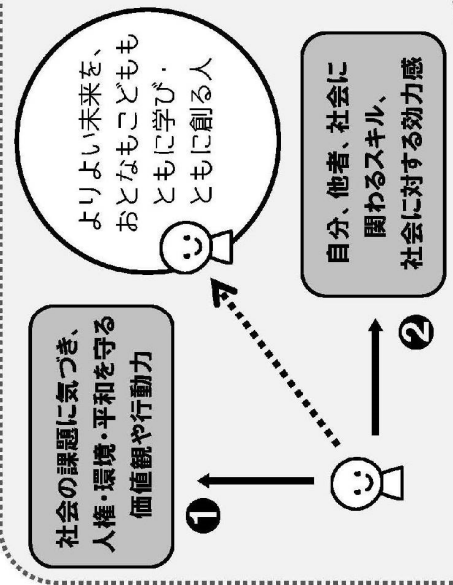 よりよい未来を、
おとなもこどもも
ともに学び・
ともに創る人
社会の課題に気づき、
人権・環境・平和を守る
価値観や行動力
❶
自分、他者、社会に
関わるスキル、
社会に対する効力感
❷